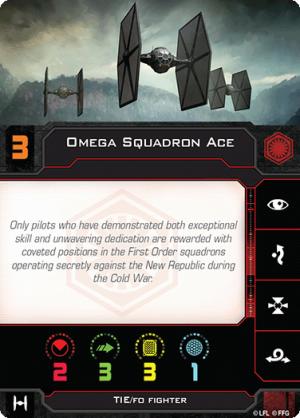 3
Omega Squadron Ace
Only pilots who have demonstrated both exceptional
skill and unwavering dedication are rewarded with
coveted positions in the First Order squadrons
operating secretly against the New Republic during
the Cold War.
2 3 3 1
TIE/fo fighter
©LFL ©FFG